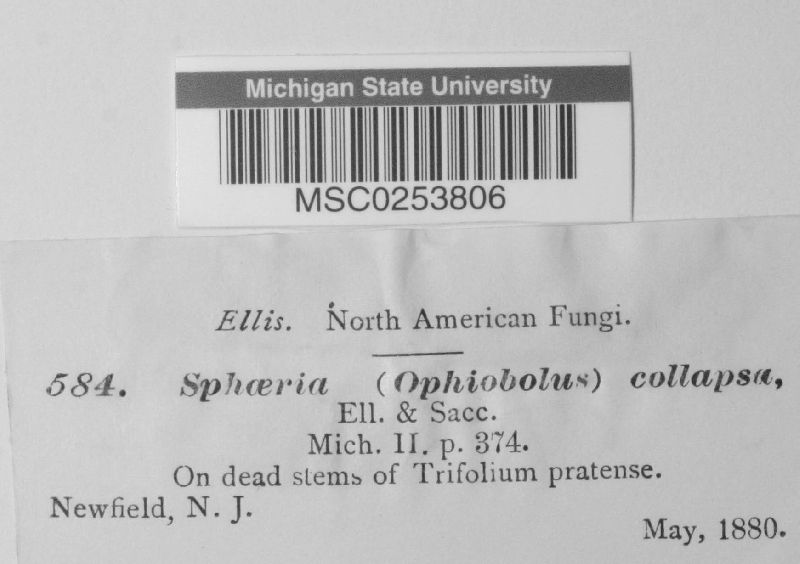 Michigan State University
MSC0253806
Ellis. North American Fungi.
584. Sphæria (Ophiobolus) collapsa,
Ell. & Sacc.
Mich. II. p. 374.
On dead stems of Trifolium pratense.
Newfield, N. J.
May, 1880.